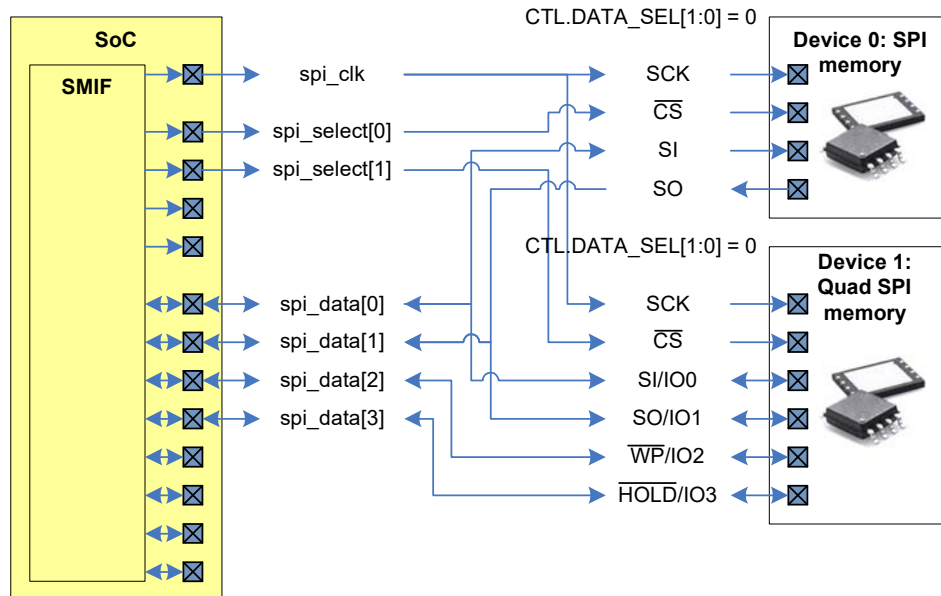 CTL.DATA_SEL[1:0] = 0
SoC
SMIF
spi_clk
spi_select[0]
spi_select[1]
spi_data[0]
spi_data[1]
spi_data[2]
spi_data[3]
SCK
CS
SI
SO
Device 0: SPI
memory
CTL.DATA_SEL[1:0] = 0
SCK
CS
SI/IO0
SO/IO1
WP/IO2
HOLD/IO3
Device 1:
Quad SPI
memory